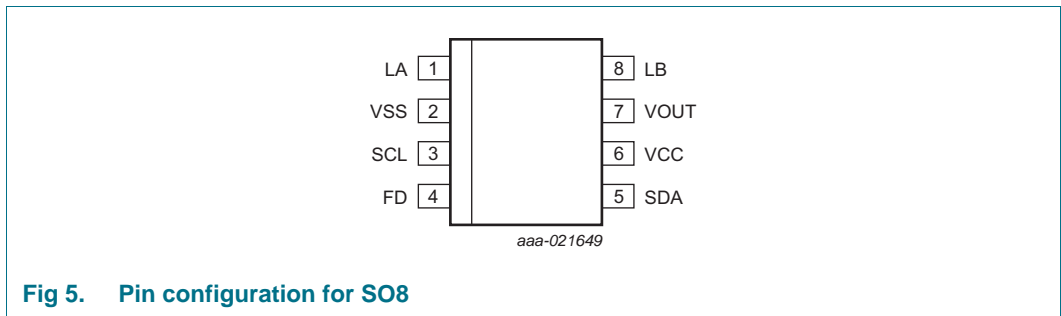 LA 1 8 LB
VSS 2 7 VOUT
SCL 3 6 VCC
FD 4 5 SDA
aaa-021649
Fig 5. Pin configuration for SO8